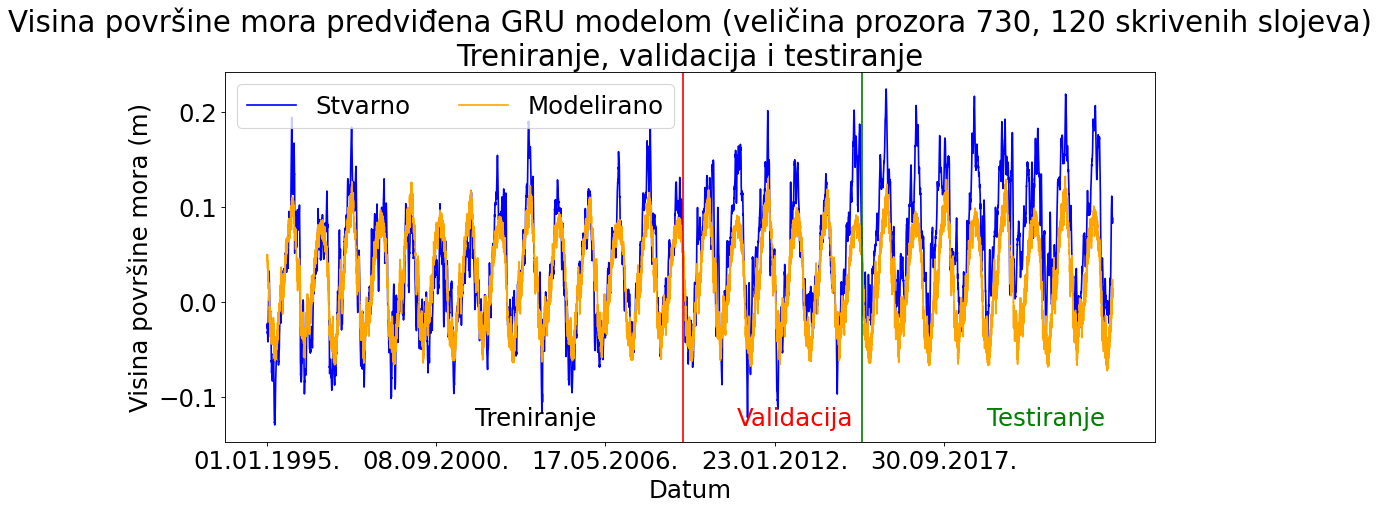 Visina površine mora predviđena GRU modelom (veličina prozora 730, 120 skrivenih slojeva)
Treniranje, validacija i testiranje
Stvarno
Modelirano
Visina površine mora (m)
0.2
0.1
0.0
−0.1
Treniranje
Validacija
Testiranje
01.01.1995.
08.09.2000.
17.05.2006.
23.01.2012.
30.09.2017.
Datum